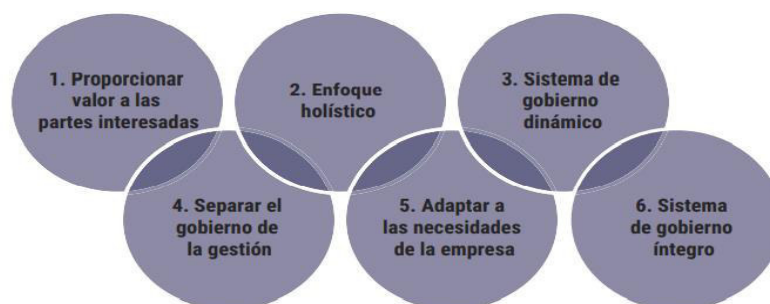 1. Proporcionar
valor a las
partes interesadas
2. Enfoque
holístico
3. Sistema de
gobierno
dinámico
4. Separar el
gobierno de
la gestión
5. Adaptar a
las necesidades
de la empresa
6. Sistema
de gobierno
íntegro